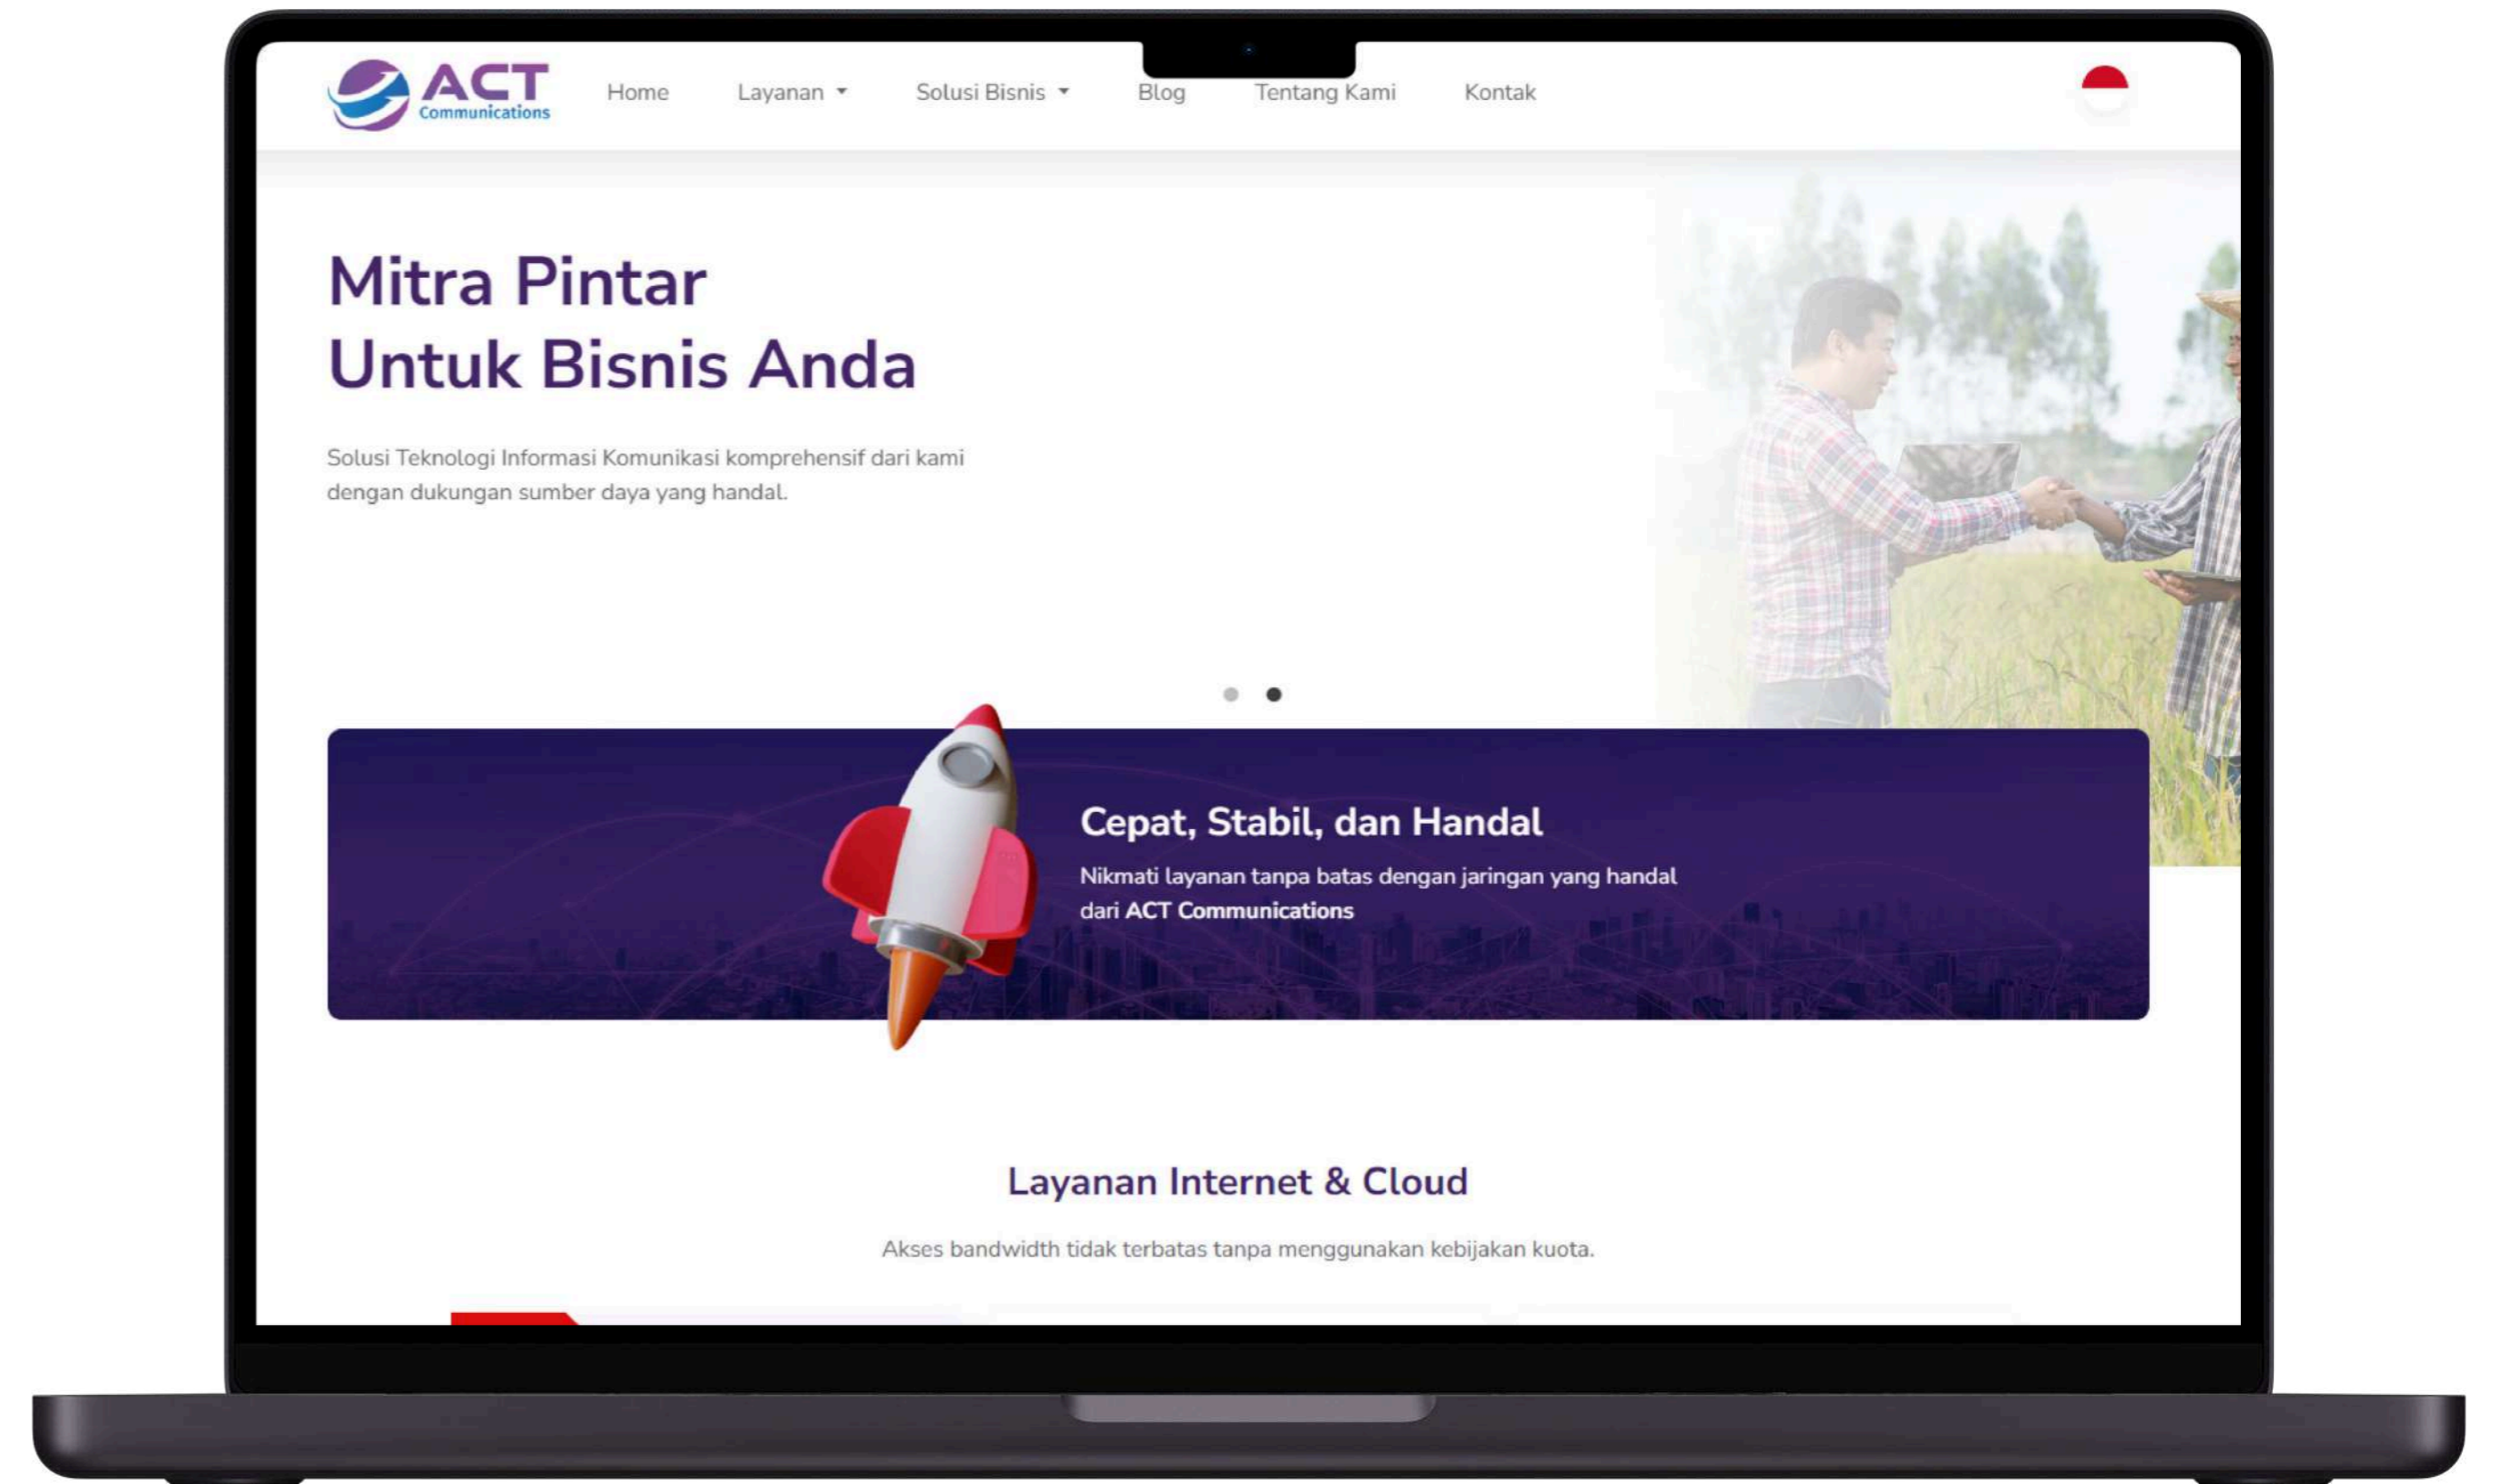 ACT
Communications
Home
Layanan
Solusi Bisnis
Blog
Tentang Kami
Kontak
Mitra Pintar
Untuk Bisnis Anda
Solusi Teknologi Informasi Komunikasi komprehensif dari kami
dengan dukungan sumber daya yang handal.
Cepat, Stabil, dan Handal
Nikmati layanan tanpa batas dengan jaringan yang handal
dari ACT Communications
Layanan Internet & Cloud
Akses bandwidth tidak terbatas tanpa menggunakan kebijakan kuota.